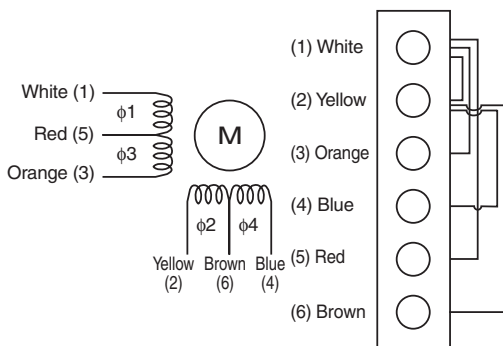 White (1)
ϕ1
Red (5)
ϕ3
Orange (3)
M
ϕ2
ϕ4
Yellow
(2)
Brown
(6)
Blue
(4)
(1) White
(2) Yellow
(3) Orange
(4) Blue
(5) Red
(6) Brown